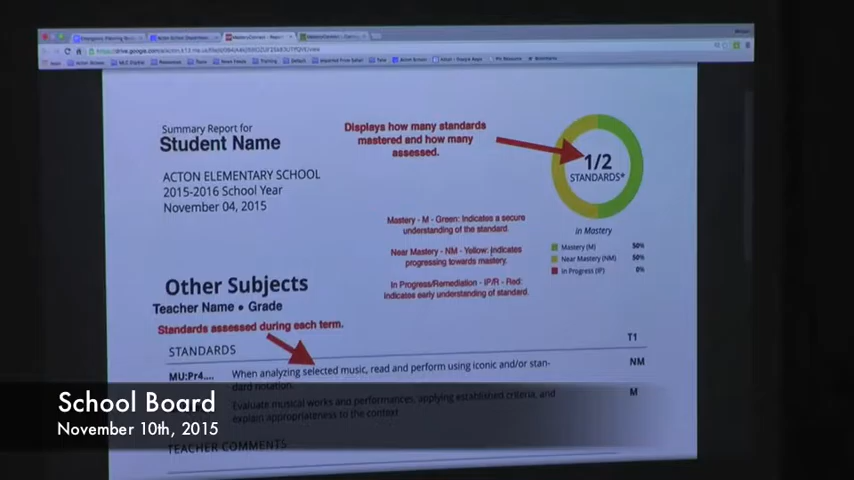 Summary Report for
Student Name
ACTON ELEMENTARY SCHOOL
2015-2016 School Year
November 04, 2015
Displays how many standards
mastered and how many
assessed.
1/2
STANDARDS*
in Mastery
Mastery (M) 50%
Near Mastery (NM) 50%
In Progress (IP) 0%
Mastery - M - Green: Indicates a secure
understanding of the standard.
Near Mastery - NM - Yellow: Indicates
progressing towards mastery.
In Progress/Remediation - IP/R - Red:
Indicates early understanding of standard.
Other Subjects
Teacher Name • Grade
Standards assessed during each term.
STANDARDS T1
MU:Pr4.... When analyzing selected music, read and perform using iconic and/or stan-
dard notation. NM
Evaluate musical works and performances, applying established criteria, and
explain appropriateness to the context M
TEACHER COMMENTS
School Board
November 10th, 2015